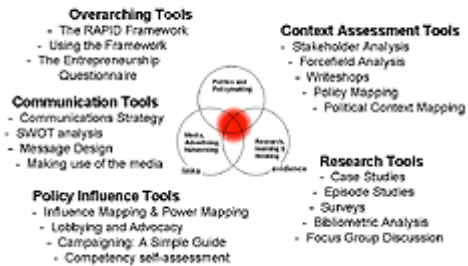 Overarching Tools
- The RAPID Framework
- Using the Framework
- The Entrepreneurship
Questionnaire
Context Assessment Tools
- Stakeholder Analysis
- Forcefield Analysis
- Writeshops
- Policy Mapping
- Political Context Mapping
Communication Tools
- Communications Strategy
- SWOT analysis
- Message Design
- Making use of the media
Politics and
Policymaking
Media,
Advertising,
Networking
Research,
learning &
thinking
links
evidence
Research Tools
- Case Studies
- Episode Studies
- Surveys
- Bibliometric Analysis
- Focus Group Discussion
Policy Influence Tools
- Influence Mapping & Power Mapping
- Lobbying and Advocacy
- Campaigning: A Simple Guide
- Competency self-assessment